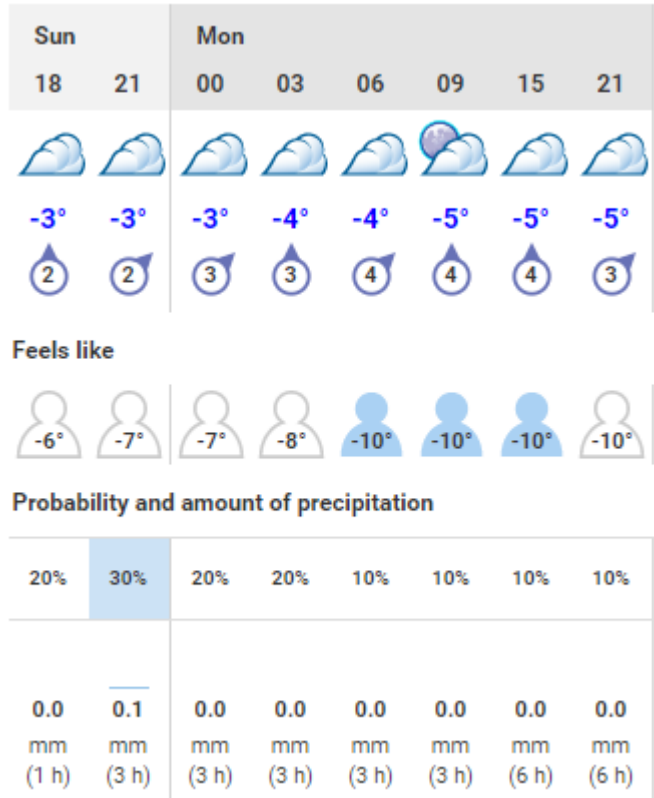 Sun Mon
18 21 00 03 06 09 15 21
-3° -3° -3° -4° -4° -5° -5° -5°
2 2 3 3 4 4 4 3
Feels like
-6° -7° -7° -8° -10° -10° -10° -10°
Probability and amount of precipitation
20% 30% 20% 20% 10% 10% 10% 10%
0.0 0.1 0.0 0.0 0.0 0.0 0.0 0.0
mm mm mm mm mm mm mm mm
(1 h) (3 h) (3 h) (3 h) (3 h) (3 h) (6 h) (6 h)